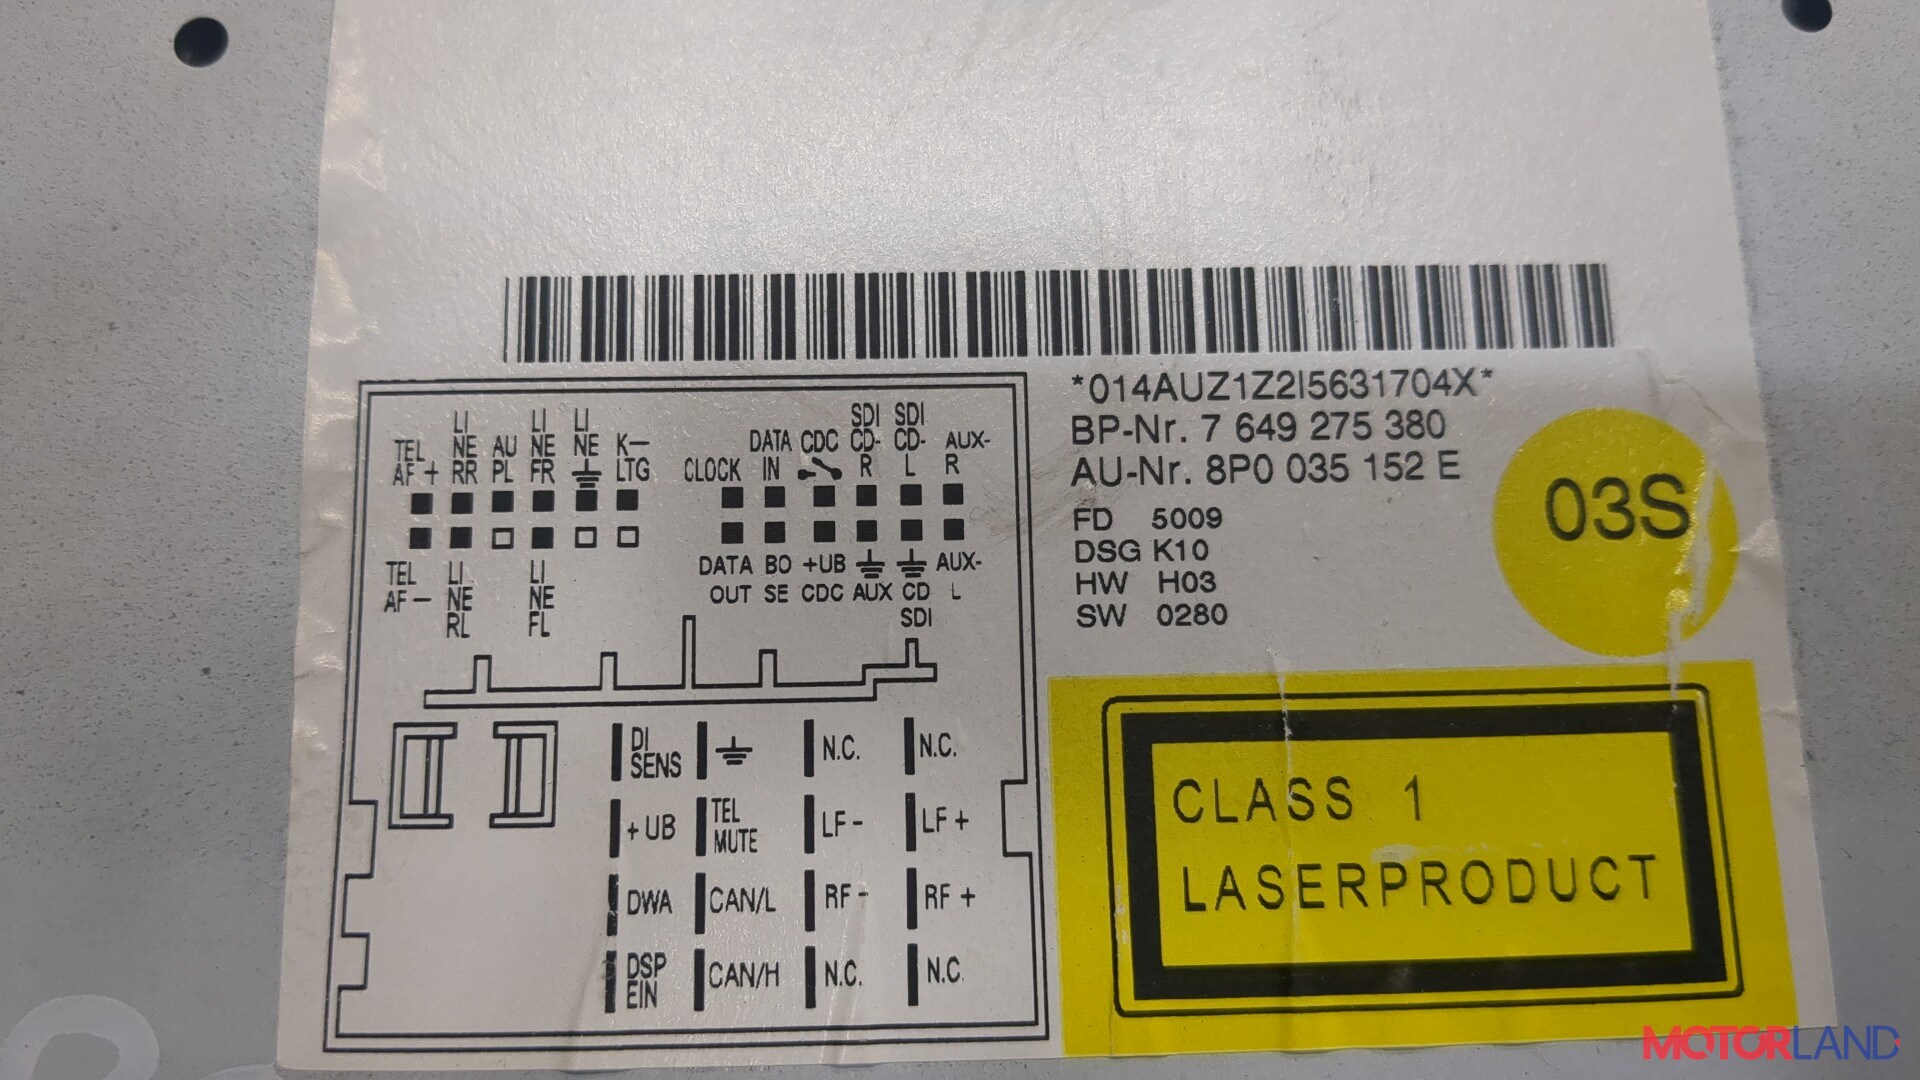 *014AUZ1Z2I5631704X*
BP-Nr. 7 649 275 380
AU-Nr. 8P0 035 152 E
FD 5009
DSG K10
HW H03
SW 0280
03S
LI LI LI SDI SDI
TEL NE AU NE NE K– DATA CDC CD- CD- AUX-
AF + RR PL FR LTG CLOCK IN R L R
TEL LI LI DATA BO +UB AUX-
AF – NE NE OUT SE CDC AUX CD L
RL FL SDI
DI SENS N.C. N.C.
+ UB TEL MUTE LF - LF +
DWA CAN/L RF - RF +
DSP EIN CAN/H N.C. N.C.
CLASS 1
LASERPRODUCT
MOTORLAND